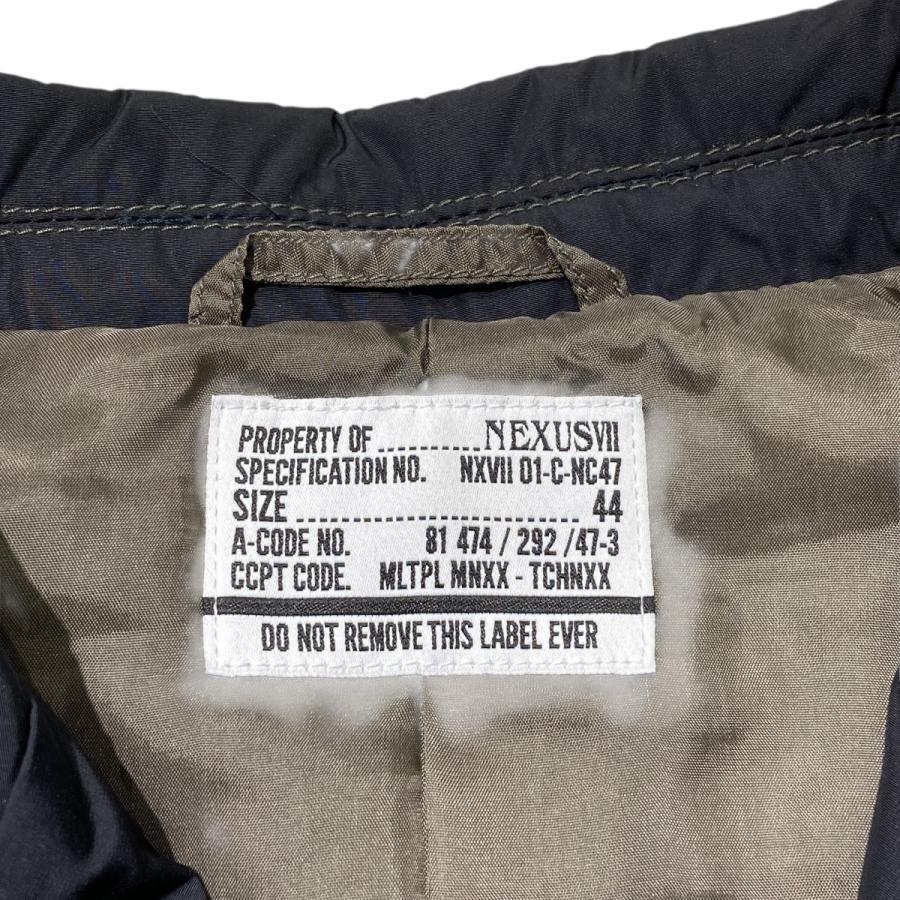 PROPERTY OF ............ NEXUSVII
SPECIFICATION NO. NXVII 01-C-NC47
SIZE .............................. 44
A-CODE NO. 81 474 / 292 /47-3
CCPT CODE. MLTPL MNXX - TCHNXX
DO NOT REMOVE THIS LABEL EVER